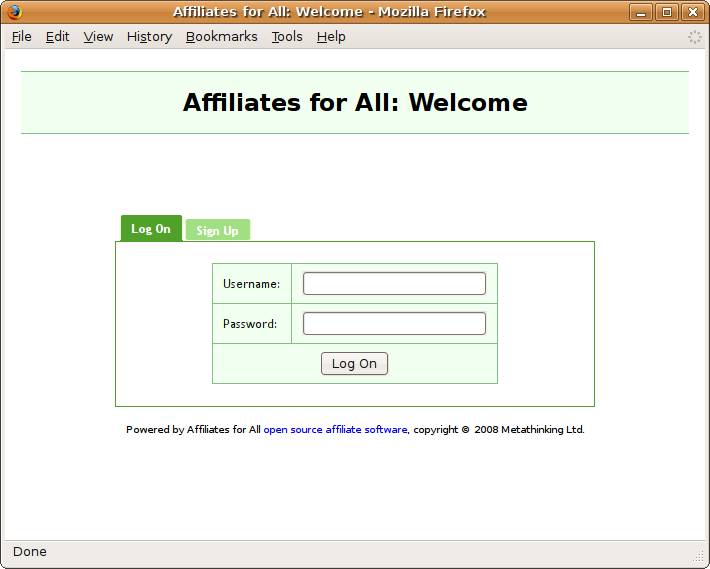 Affiliates for All: Welcome - Mozilla Firefox
File Edit View History Bookmarks Tools Help
Affiliates for All: Welcome
Log On Sign Up
Username:
Password:
Log On
Powered by Affiliates for All open source affiliate software, copyright © 2008 Metathinking Ltd.
Done